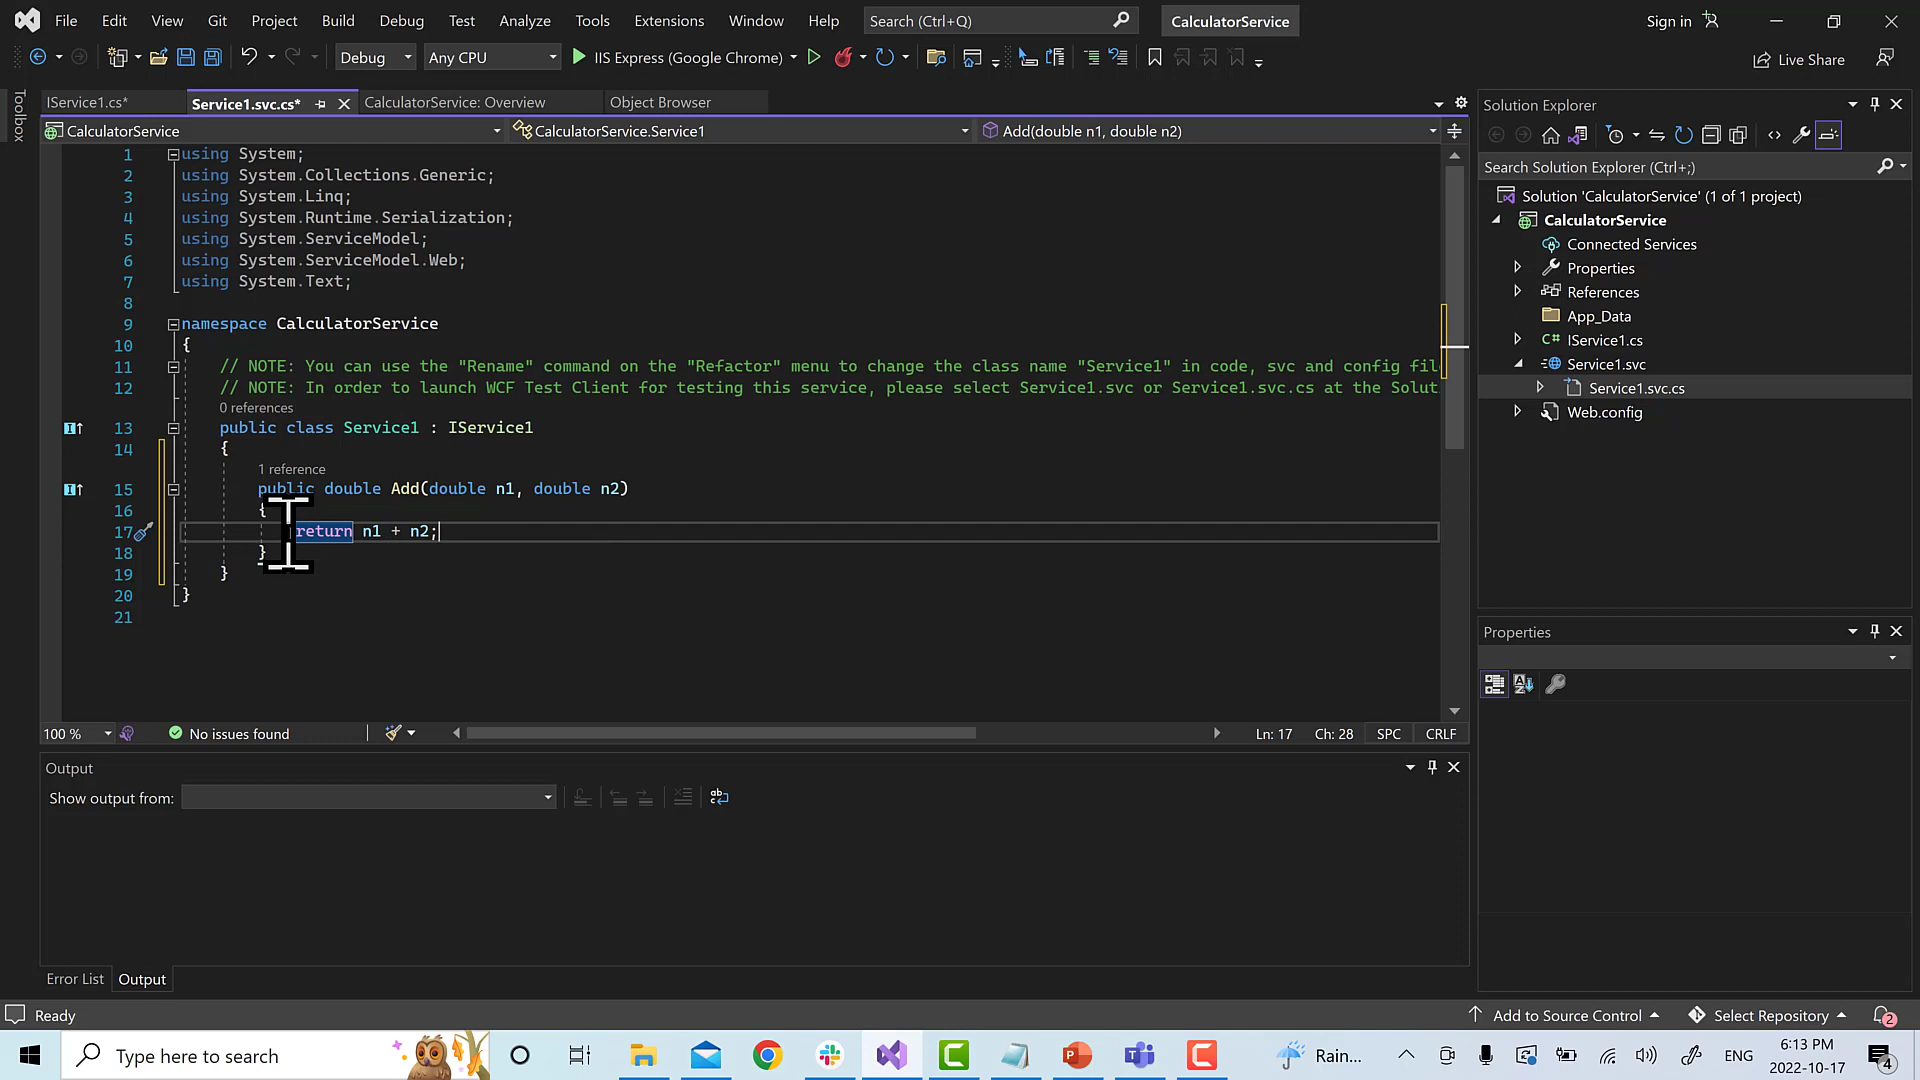 File Edit View Git Project Build Debug Test Analyze Tools Extensions Window Help Search (Ctrl+Q) CalculatorService Sign in
Debug Any CPU IIS Express (Google Chrome) Live Share
Toolbox
IService1.cs* Service1.svc.cs* CalculatorService: Overview Object Browser
CalculatorService CalculatorService.Service1 Add(double n1, double n2)
1 using System;
2 using System.Collections.Generic;
3 using System.Linq;
4 using System.Runtime.Serialization;
5 using System.ServiceModel;
6 using System.ServiceModel.Web;
7 using System.Text;
8
9 namespace CalculatorService
10 {
11 // NOTE: You can use the "Rename" command on the "Refactor" menu to change the class name "Service1" in code, svc and config fil
12 // NOTE: In order to launch WCF Test Client for testing this service, please select Service1.svc or Service1.svc.cs at the Solut
0 references
13 public class Service1 : IService1
14 {
1 reference
15 public double Add(double n1, double n2)
16 {
17 return n1 + n2;
18 }
19 }
20 }
21
100 % No issues found Ln: 17 Ch: 28 SPC CRLF
Output
Show output from:
Error List Output
Solution Explorer
Search Solution Explorer (Ctrl+;)
Solution 'CalculatorService' (1 of 1 project)
CalculatorService
Connected Services
Properties
References
App_Data
C# IService1.cs
Service1.svc
Service1.svc.cs
Web.config
Properties
Ready Add to Source Control Select Repository 2
Type here to search Rain... ENG 6:13 PM 4
2022-10-17